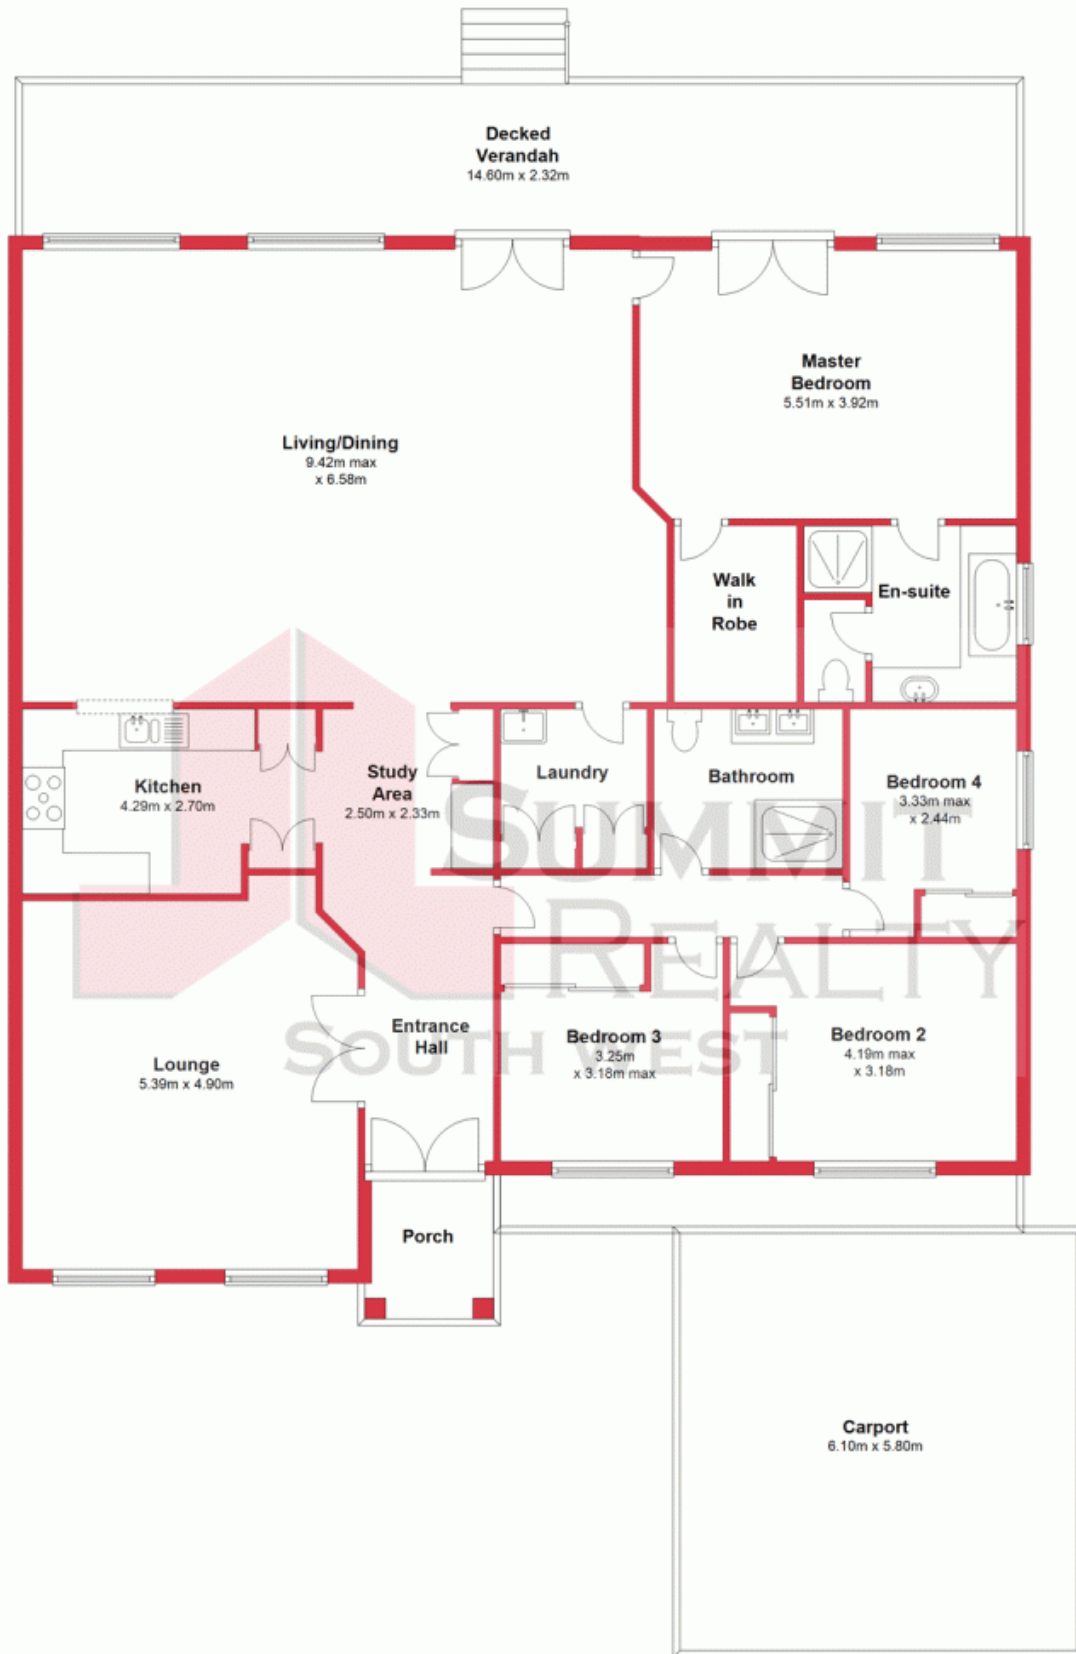 Decked
Verandah
14.60m x 2.32m
Master
Bedroom
5.51m x 3.92m
Living/Dining
9.42m max
x 6.58m
Walk
in
Robe
En-suite
Kitchen
4.29m x 2.70m
Study
Area
2.50m x 2.33m
Laundry
Bathroom
Bedroom 4
3.33m max
x 2.44m
SUMMIT
REALTY
SOUTH WEST
Entrance
Hall
Bedroom 3
3.25m
x 3.18m max
Bedroom 2
4.19m max
x 3.18m
Lounge
5.39m x 4.90m
Porch
Carport
6.10m x 5.80m